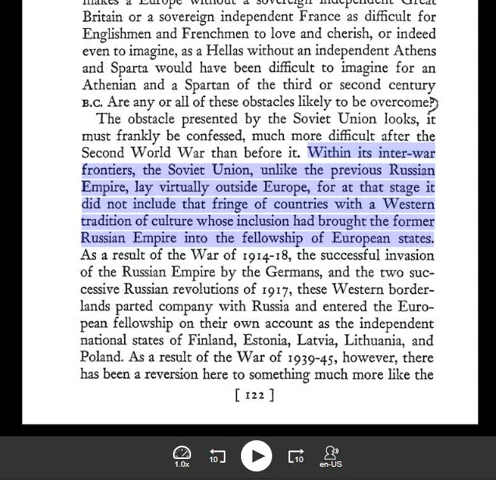 makes a Europe without a sovereign independent Great
Britain or a sovereign independent France as difficult for
Englishmen and Frenchmen to love and cherish, or indeed
even to imagine, as a Hellas without an independent Athens
and Sparta would have been difficult to imagine for an
Athenian and a Spartan of the third or second century
B.C. Are any or all of these obstacles likely to be overcome?
The obstacle presented by the Soviet Union looks, it
must frankly be confessed, much more difficult after the
Second World War than before it. Within its inter-war
frontiers, the Soviet Union, unlike the previous Russian
Empire, lay virtually outside Europe, for at that stage it
did not include that fringe of countries with a Western
tradition of culture whose inclusion had brought the former
Russian Empire into the fellowship of European states.
As a result of the War of 1914-18, the successful invasion
of the Russian Empire by the Germans, and the two suc-
cessive Russian revolutions of 1917, these Western border-
lands parted company with Russia and entered the Euro-
pean fellowship on their own account as the independent
national states of Finland, Estonia, Latvia, Lithuania, and
Poland. As a result of the War of 1939-45, however, there
has been a reversion here to something much more like the
[ 122 ]
1.0x
10
10
en-US